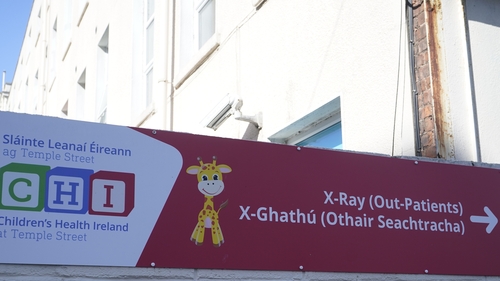 Sláinte Leanaí Éireann
ag Temple Street
CHI
Children's Health Ireland
at Temple Street
X-Ray (Out-Patients)
X-Ghathú (Othair Seachtracha)